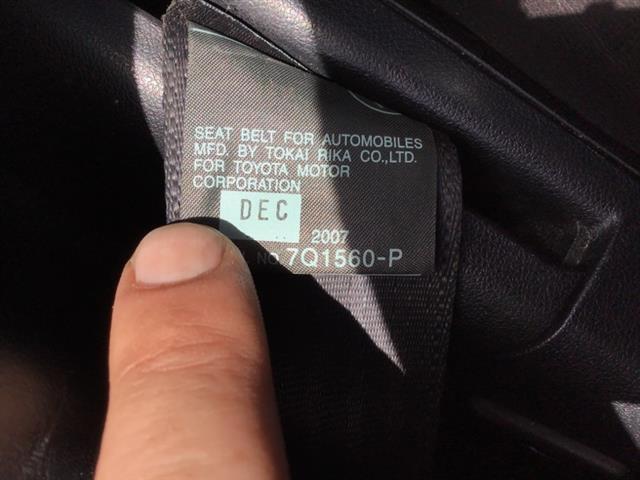 SEAT BELT FOR AUTOMOBILES
MFD. BY TOKAI RIKA CO.,LTD.
FOR TOYOTA MOTOR
CORPORATION
DEC 2007
NO. 7Q1560-P